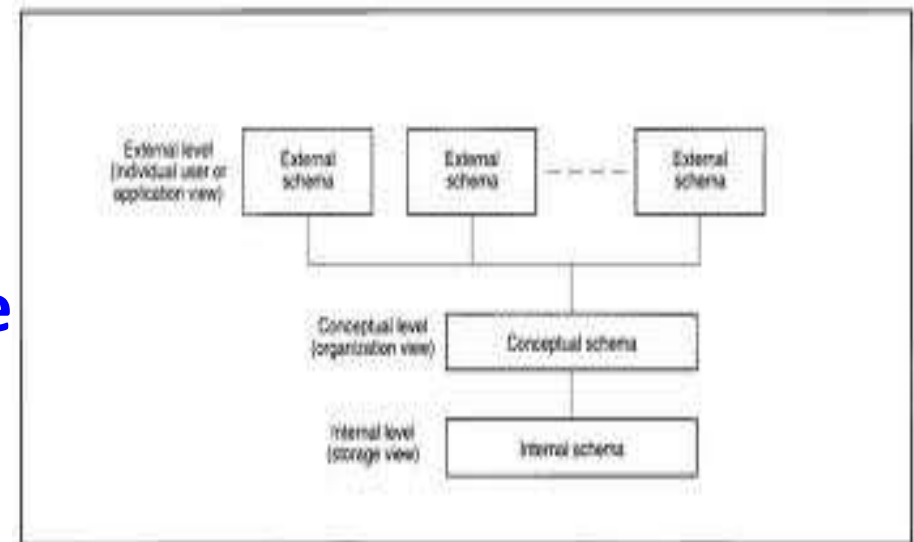 External level
(individual user or
application view)
External
schema
External
schema
External
schema
e
Conceptual level
(organization view)
Conceptual schema
Internal level
(storage view)
Internal schema